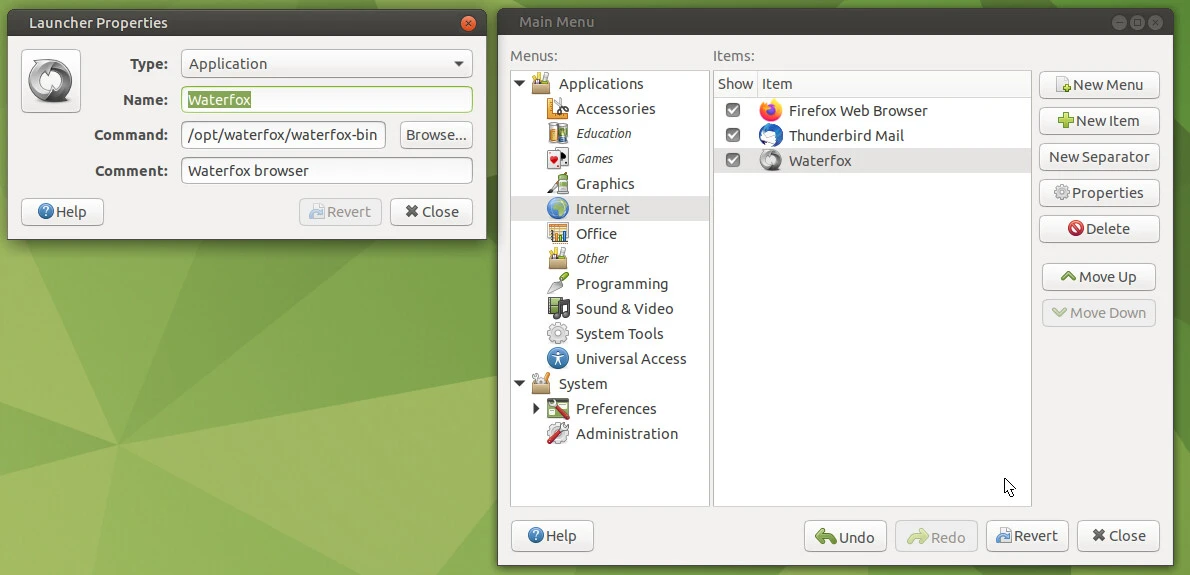 Launcher Properties
Type: Application
Name: Waterfox
Command: /opt/waterfox/waterfox-bin Browse...
Comment: Waterfox browser
Help Revert Close
Main Menu
Menus:
Applications
Accessories
Education
Games
Graphics
Internet
Office
Other
Programming
Sound & Video
System Tools
Universal Access
System
Preferences
Administration
Items:
Show Item
Firefox Web Browser
Thunderbird Mail
Waterfox
New Menu
New Item
New Separator
Properties
Delete
Move Up
Move Down
Help Undo Redo Revert Close